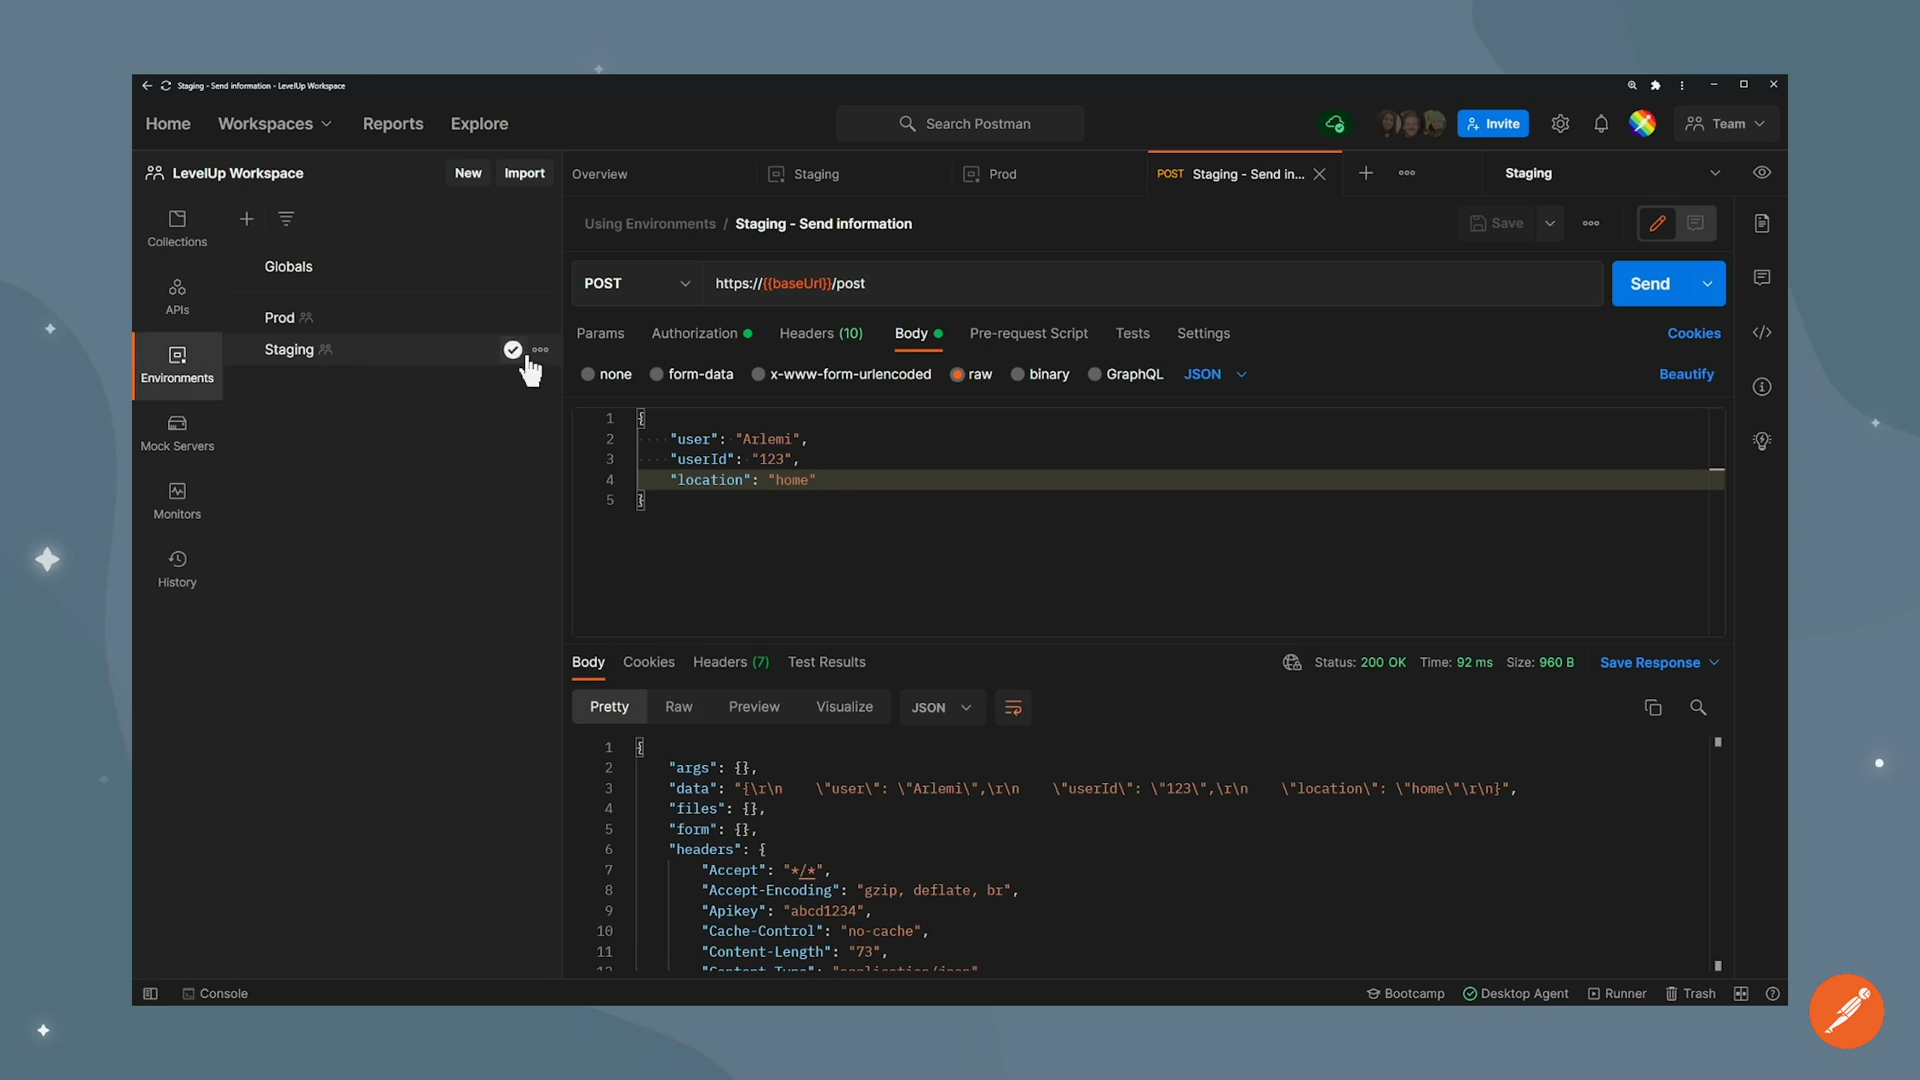 Staging - Send information - LevelUp Workspace
Home Workspaces Reports Explore Search Postman Invite Team
LevelUp Workspace New Import
Overview Staging Prod POST Staging - Send in... Staging
Using Environments / Staging - Send information Save
Collections
APIs
Environments
Mock Servers
Monitors
History
Globals
Prod
Staging
POST https://{{baseUrl}}/post Send
Params Authorization Headers (10) Body Pre-request Script Tests Settings Cookies
none form-data x-www-form-urlencoded raw binary GraphQL JSON Beautify
1 {
2 "user": "Arlemi",
3 "userId": "123",
4 "location": "home"
5 }
Body Cookies Headers (7) Test Results Status: 200 OK Time: 92 ms Size: 960 B Save Response
Pretty Raw Preview Visualize JSON
1 {
2 "args": {},
3 "data": "{\r\n    \"user\": \"Arlemi\",\r\n    \"userId\": \"123\",\r\n    \"location\": \"home\"\r\n}",
4 "files": {},
5 "form": {},
6 "headers": {
7 "Accept": "*/*",
8 "Accept-Encoding": "gzip, deflate, br",
9 "Apikey": "abcd1234",
10 "Cache-Control": "no-cache",
11 "Content-Length": "73",
12 "Content-Type": "application/json"
Console Bootcamp Desktop Agent Runner Trash